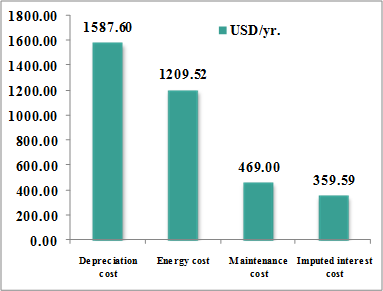 1800.00
1600.00
1400.00
1200.00
1000.00
800.00
600.00
400.00
200.00
0.00
USD/yr.
1587.60
1209.52
469.00
359.59
Depreciation
cost
Energy cost
Maintenance
cost
Imputed interest
cost